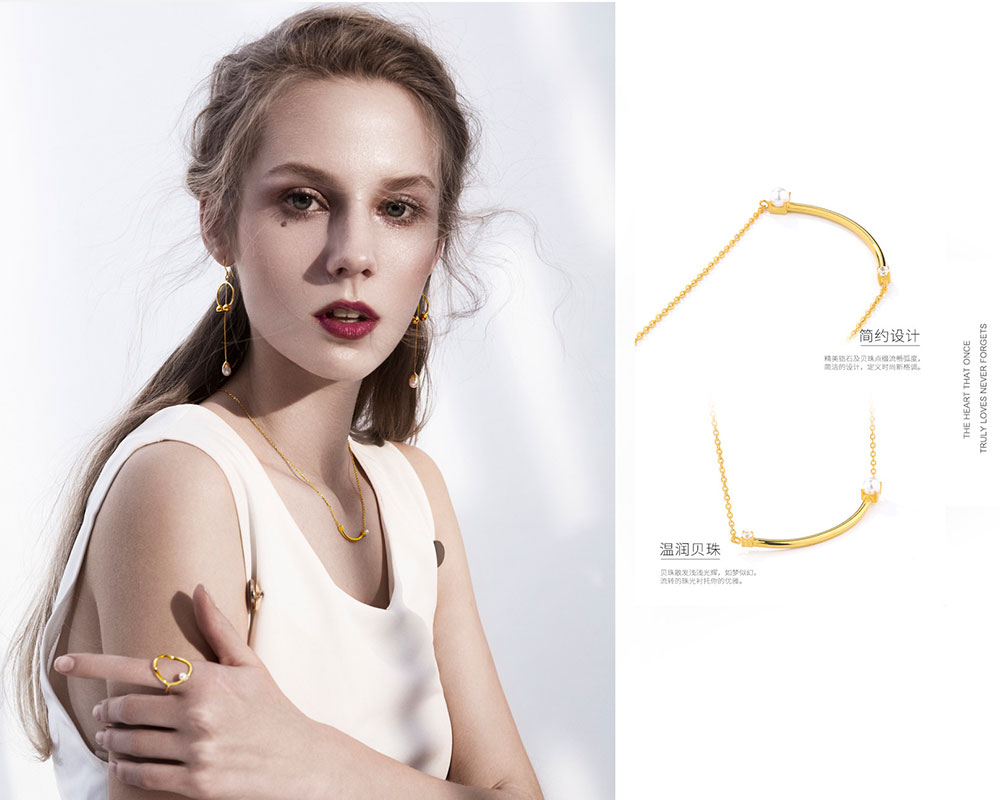 简约设计
精美锆石及贝珠点缀流畅弧度，
简洁的设计，定义时尚新格调。
THE HEART THAT ONCE
TRULY LOVES NEVER FORGETS
温润贝珠
贝珠散发浅浅光辉，如梦似幻，
流转的珠光衬托你的优雅。